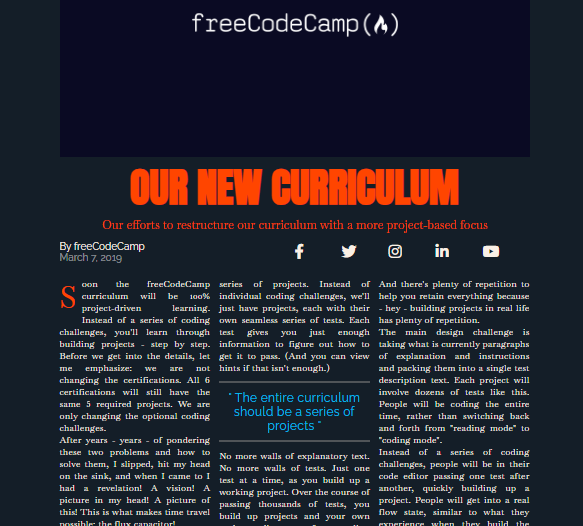 freeCodeCamp(🔥)
OUR NEW CURRICULUM
Our efforts to restructure our curriculum with a more project-based focus
By freeCodeCamp
March 7, 2019
Soon the freeCodeCamp
curriculum will be 100%
project-driven learning.
Instead of a series of coding
challenges, you'll learn through
building projects - step by step.
Before we get into the details, let
me emphasize: we are not
changing the certifications. All 6
certifications will still have the
same 5 required projects. We are
only changing the optional coding
challenges.
After years - years - of pondering
these two problems and how to
solve them, I slipped, hit my head
on the sink, and when I came to I
had a revelation! A vision! A
picture in my head! A picture of
this! This is what makes time travel
possible: the flux capacitor!
series of projects. Instead of
individual coding challenges, we'll
just have projects, each with their
own seamless series of tests. Each
test gives you just enough
information to figure out how to
get it to pass. (And you can view
hints if that isn't enough.)
" The entire curriculum
should be a series of
projects "
No more walls of explanatory text.
No more walls of tests. Just one
test at a time, as you build up a
working project. Over the course of
passing thousands of tests, you
build up projects and your own
And there's plenty of repetition to
help you retain everything because
- hey - building projects in real life
has plenty of repetition.
The main design challenge is
taking what is currently paragraphs
of explanation and instructions
and packing them into a single test
description text. Each project will
involve dozens of tests like this.
People will be coding the entire
time, rather than switching back
and forth from "reading mode" to
"coding mode".
Instead of a series of coding
challenges, people will be in their
code editor passing one test after
another, quickly building up a
project. People will get into a real
flow state, similar to what they
experience when they build the